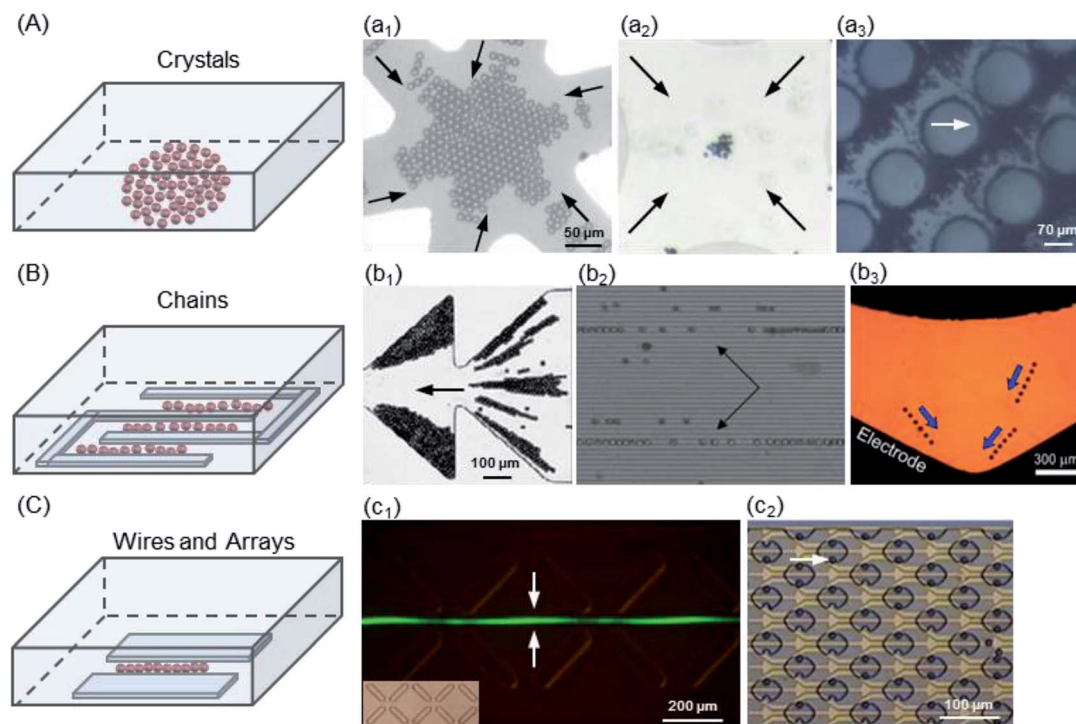 (A)
Crystals
(a1)
50 µm
(a2)
(a3)
70 µm
(B)
Chains
(b1)
100 µm
(b2)
(b3)
Electrode
300 µm
(C)
Wires and Arrays
(c1)
200 µm
(c2)
100 µm